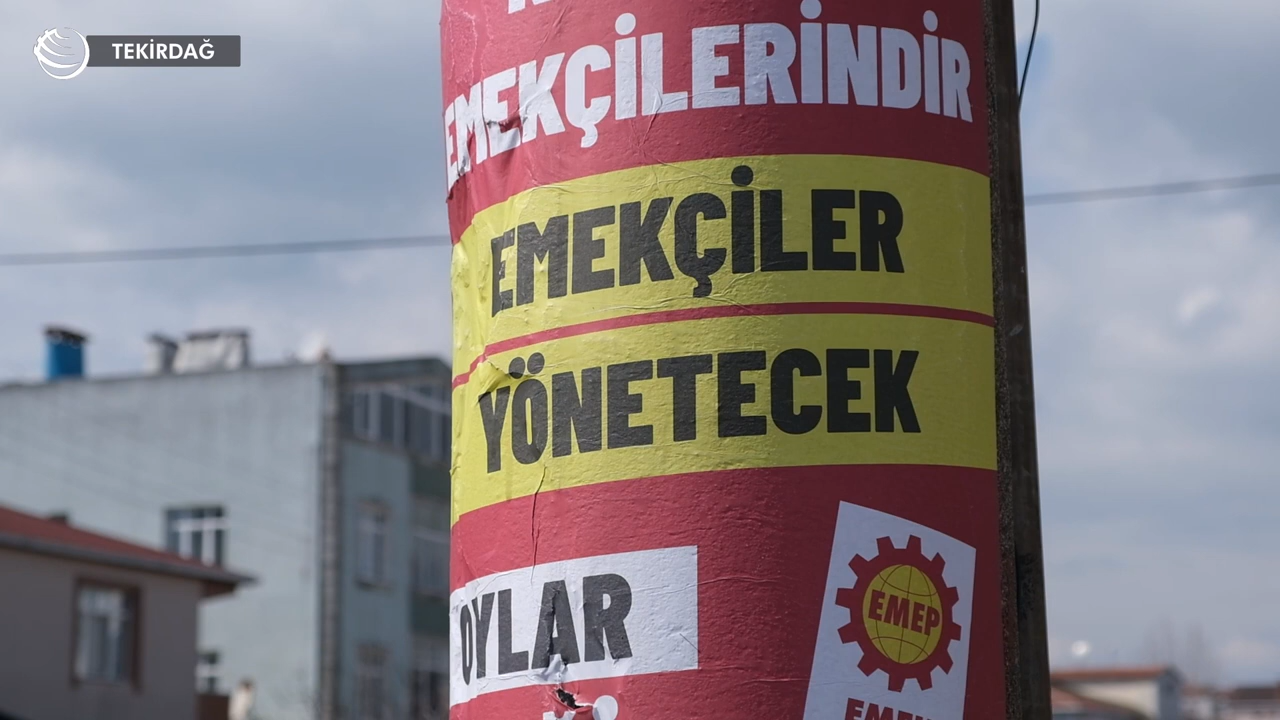 TEKİRDAĞ
EMEKÇİLERİNDİR
EMEKÇİLER
YÖNETECEK
OYLAR
EMEP